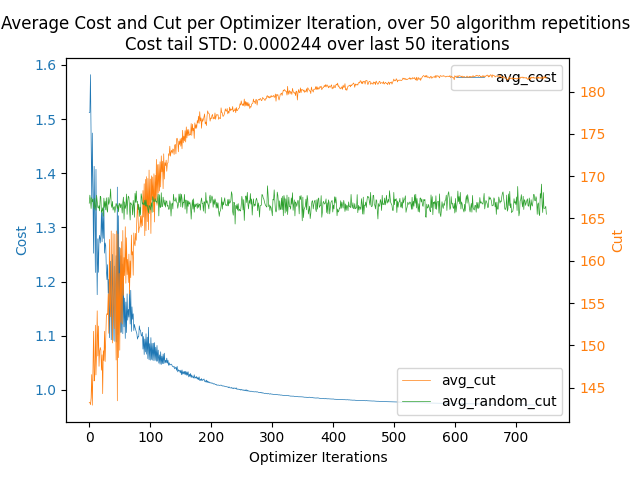 Average Cost and Cut per Optimizer Iteration, over 50 algorithm repetitions
Cost tail STD: 0.000244 over last 50 iterations
1.6
1.5
1.4
1.3
1.2
1.1
1.0
Cost
180
175
170
165
160
155
150
145
Cut
avg_cost
avg_cut
avg_random_cut
0 100 200 300 400 500 600 700
Optimizer Iterations